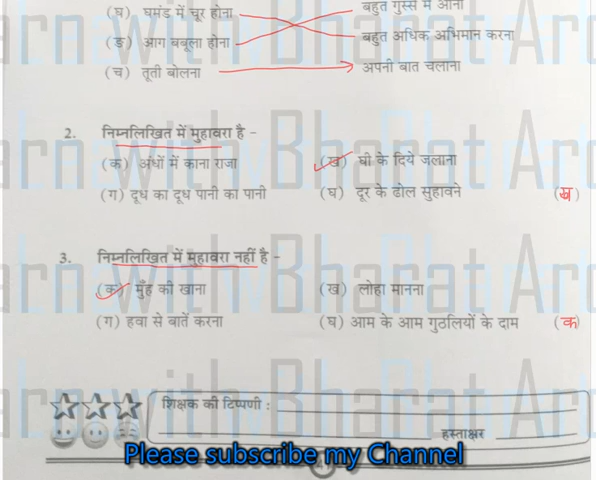 (घ) घमंड में चूर होना बहुत गुस्से में आना
(ङ) आग बबूला होना बहुत अधिक अभिमान करना
(च) तूती बोलना अपनी बात चलाना
2. निम्नलिखित में मुहावरा है –
(क) अंधों में काना राजा (ख) घी के दिये जलाना
(ग) दूध का दूध पानी का पानी (घ) दूर के ढोल सुहावने (ख)
3. निम्नलिखित में मुहावरा नहीं है –
(क) मुँह की खाना (ख) लोहा मानना
(ग) हवा से बातें करना (घ) आम के आम गुठलियों के दाम (क)
शिक्षक की टिप्पणी :
हस्ताक्षर
Please subscribe my Channel